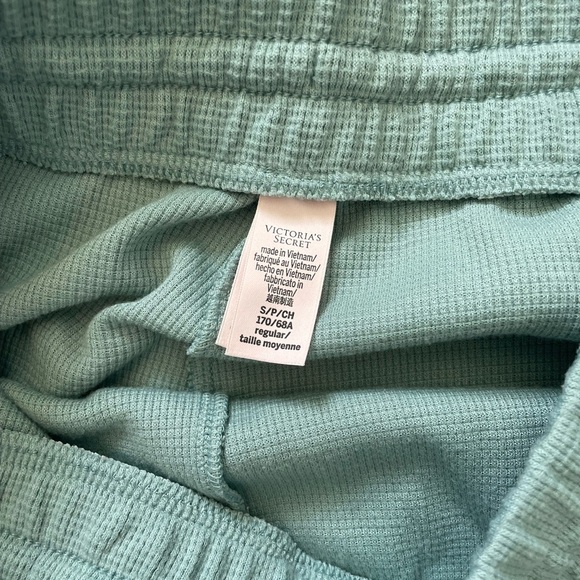 VICTORIA'S
SECRET
made in Vietnam/
fabriqué au Vietnam/
hecho en Vietnam/
fabbricato in
Vietnam/
越南制造
S/P/CH
170/68A
regular/
taille moyenne